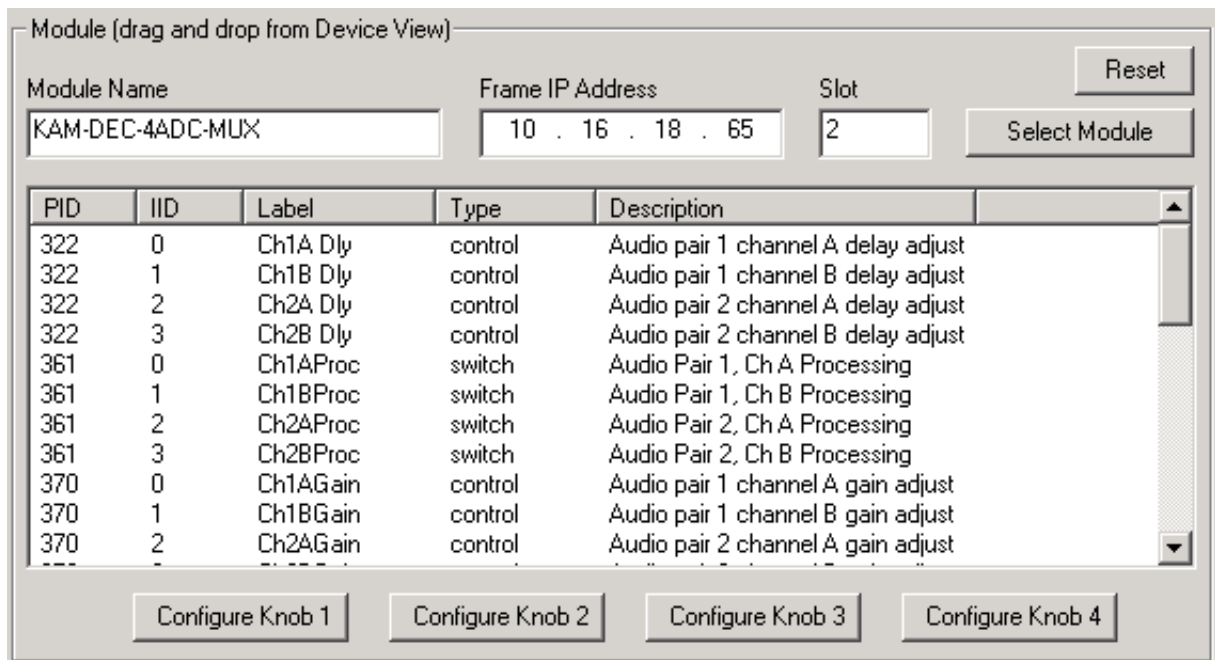 Module (drag and drop from Device View)
Reset
Module Name Frame IP Address Slot
KAM-DEC-4ADC-MUX 10 . 16 . 18 . 65 2 Select Module
PID IID Label Type Description
322 0 Ch1A Dly control Audio pair 1 channel A delay adjust
322 1 Ch1B Dly control Audio pair 1 channel B delay adjust
322 2 Ch2A Dly control Audio pair 2 channel A delay adjust
322 3 Ch2B Dly control Audio pair 2 channel B delay adjust
361 0 Ch1AProc switch Audio Pair 1, Ch A Processing
361 1 Ch1BProc switch Audio Pair 1, Ch B Processing
361 2 Ch2AProc switch Audio Pair 2, Ch A Processing
361 3 Ch2BProc switch Audio Pair 2, Ch B Processing
370 0 Ch1AGain control Audio pair 1 channel A gain adjust
370 1 Ch1BGain control Audio pair 1 channel B gain adjust
370 2 Ch2AGain control Audio pair 2 channel A gain adjust
Configure Knob 1 Configure Knob 2 Configure Knob 3 Configure Knob 4